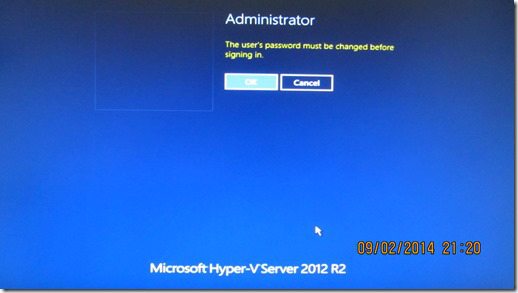 Administrator
The user's password must be changed before
signing in.
OK
Cancel
09/02/2014 21:20
Microsoft Hyper-V Server 2012 R2